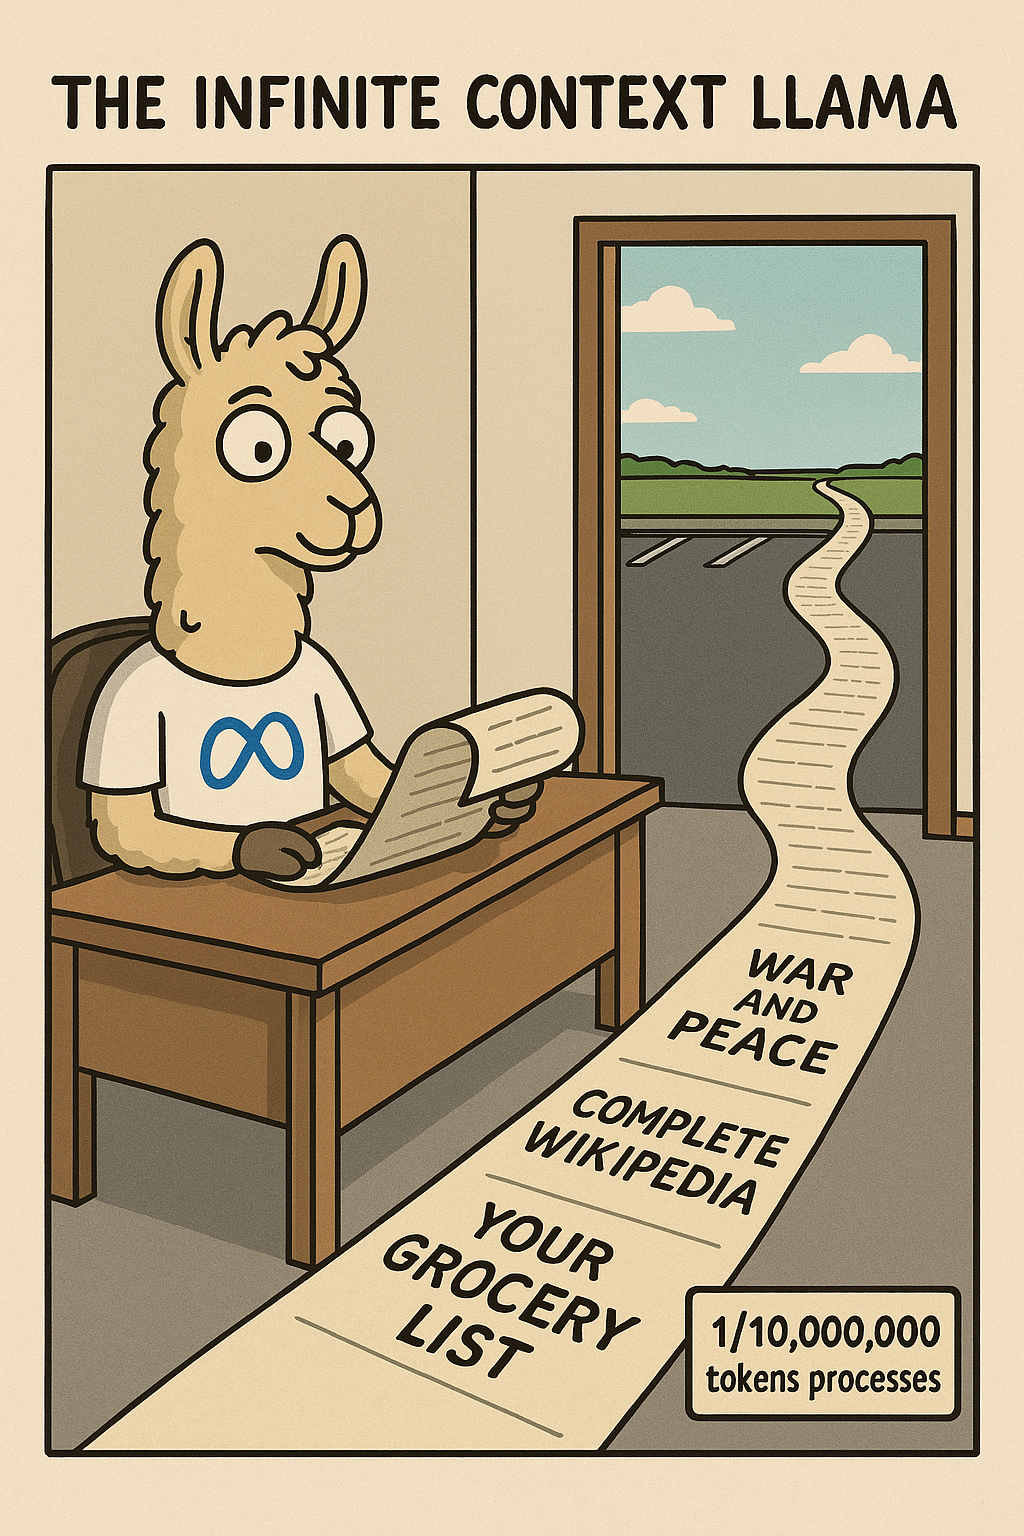 THE INFINITE CONTEXT LLAMA
WAR
AND
PEACE
COMPLETE
WIKIPEDIA
YOUR
GROCERY
LIST
1/10,000,000
tokens processes